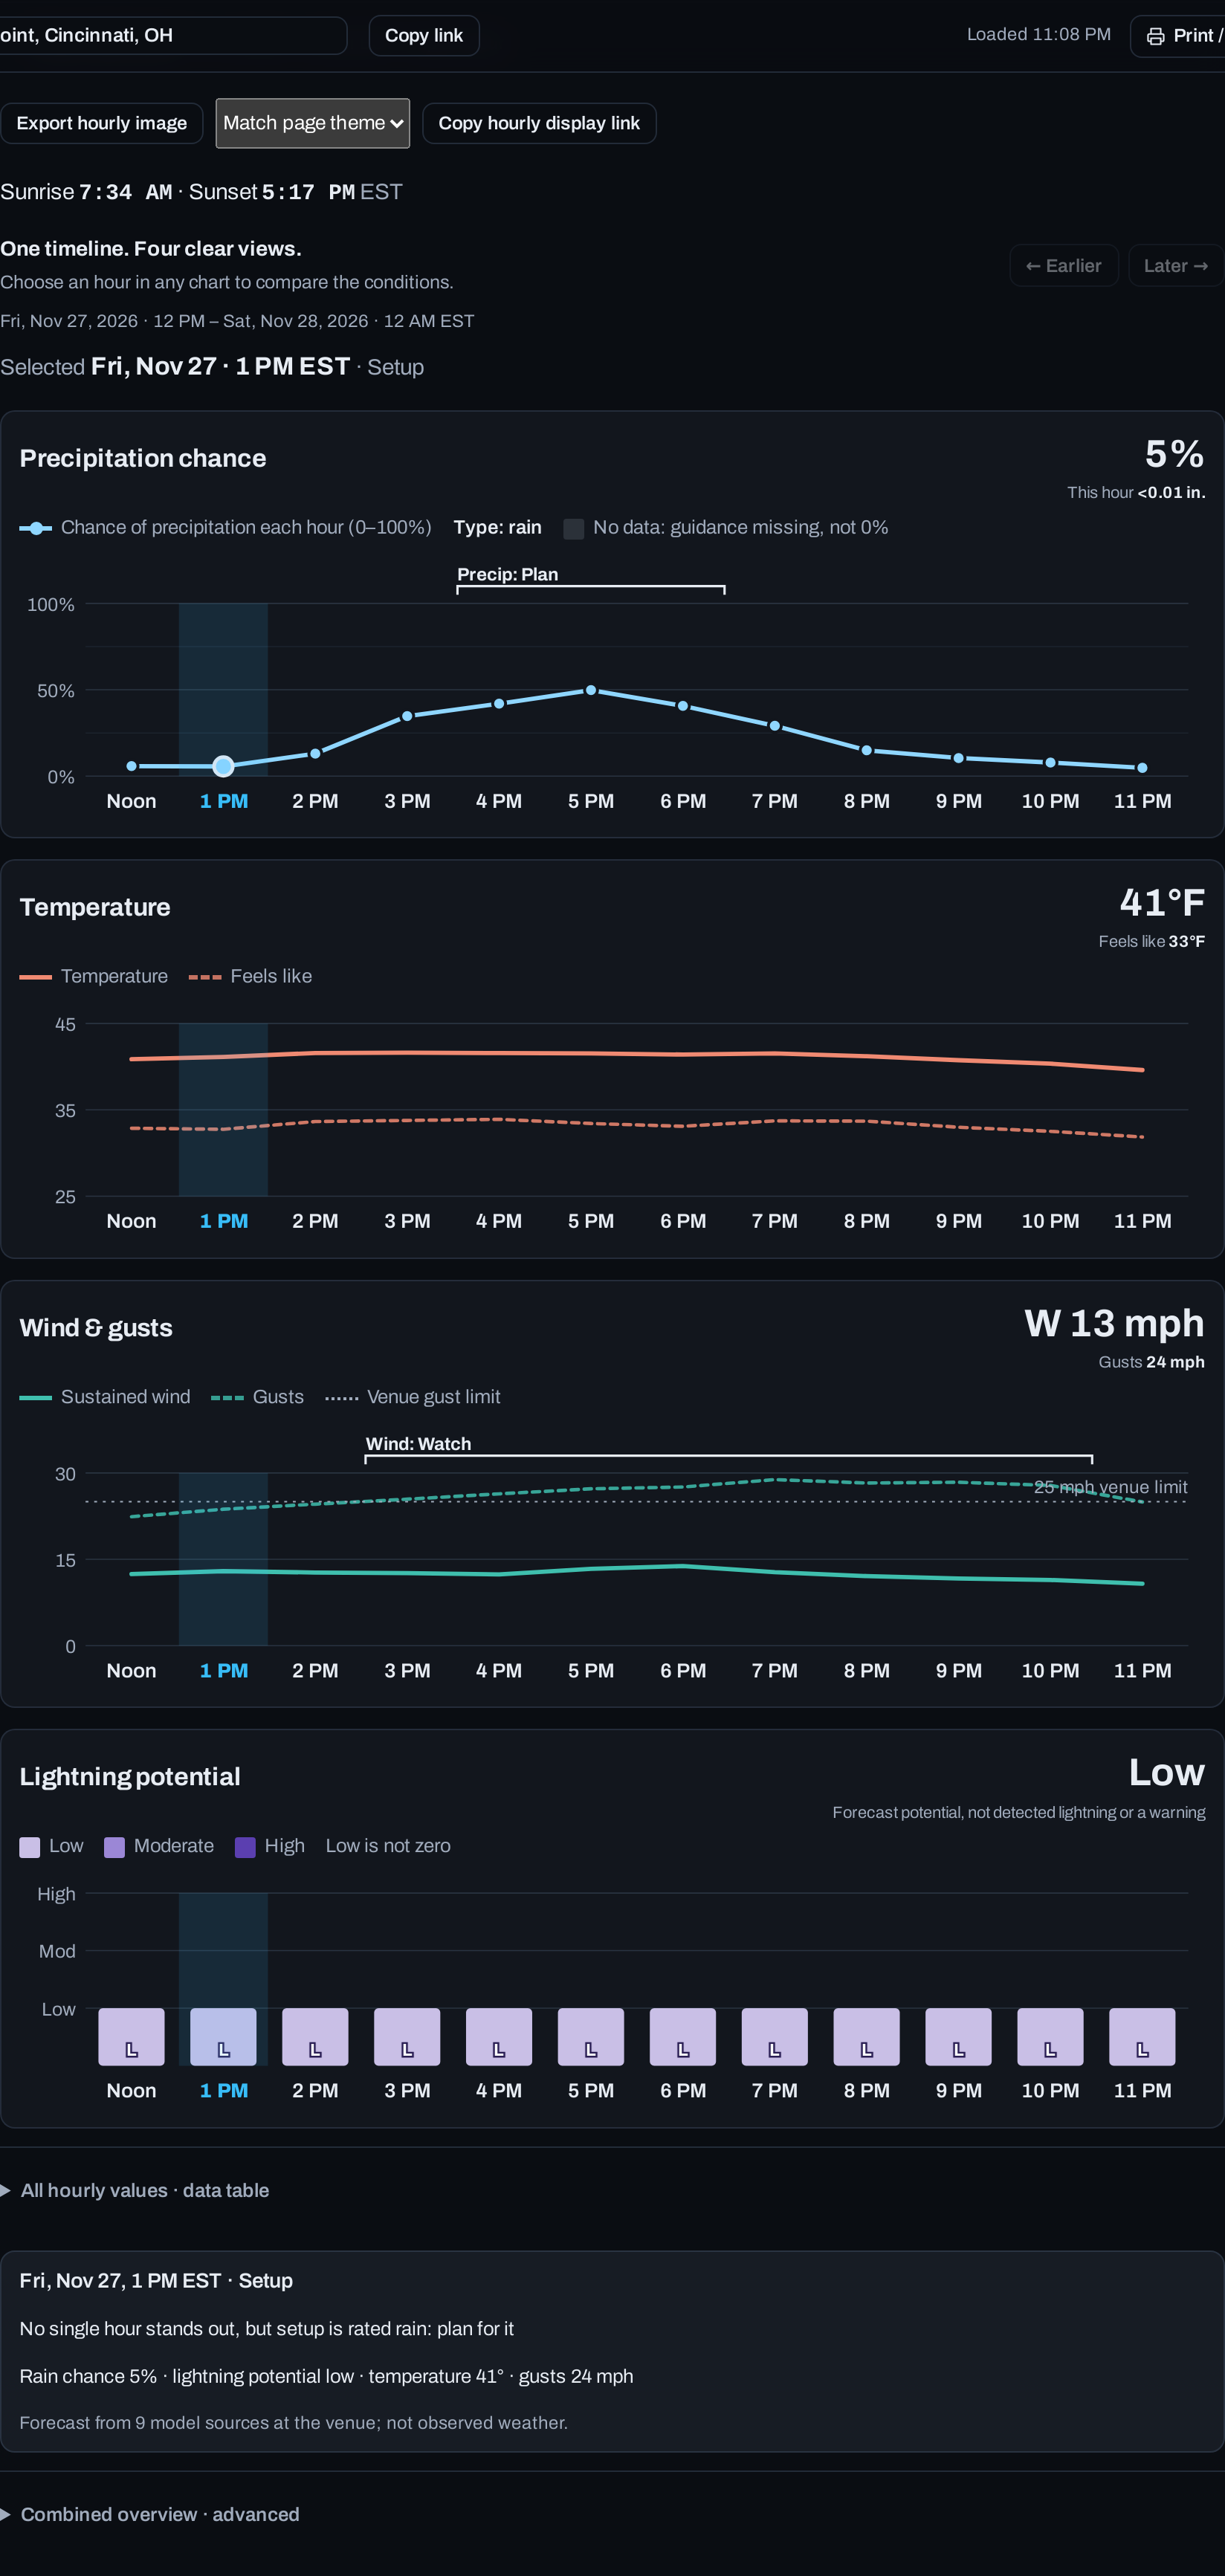 oint, Cincinnati, OH
Copy link
Loaded 11:08 PM
Print /
Export hourly image
Match page theme
Copy hourly display link
Sunrise 7:34 AM · Sunset 5:17 PM EST
One timeline. Four clear views.
Choose an hour in any chart to compare the conditions.
← Earlier
Later →
Fri, Nov 27, 2026 · 12 PM – Sat, Nov 28, 2026 · 12 AM EST
Selected Fri, Nov 27 · 1 PM EST · Setup
Precipitation chance
5%
This hour <0.01 in.
Chance of precipitation each hour (0–100%)
Type: rain
No data: guidance missing, not 0%
Precip: Plan
100%
50%
0%
Noon 1 PM 2 PM 3 PM 4 PM 5 PM 6 PM 7 PM 8 PM 9 PM 10 PM 11 PM
Temperature
41°F
Feels like 33°F
Temperature
Feels like
45
35
25
Noon 1 PM 2 PM 3 PM 4 PM 5 PM 6 PM 7 PM 8 PM 9 PM 10 PM 11 PM
Wind & gusts
W 13 mph
Gusts 24 mph
Sustained wind
Gusts
Venue gust limit
Wind: Watch
30
25 mph venue limit
15
0
Noon 1 PM 2 PM 3 PM 4 PM 5 PM 6 PM 7 PM 8 PM 9 PM 10 PM 11 PM
Lightning potential
Low
Forecast potential, not detected lightning or a warning
Low
Moderate
High
Low is not zero
High
Mod
Low
L L L L L L L L L L L L
Noon 1 PM 2 PM 3 PM 4 PM 5 PM 6 PM 7 PM 8 PM 9 PM 10 PM 11 PM
All hourly values · data table
Fri, Nov 27, 1 PM EST · Setup
No single hour stands out, but setup is rated rain: plan for it
Rain chance 5% · lightning potential low · temperature 41° · gusts 24 mph
Forecast from 9 model sources at the venue; not observed weather.
Combined overview · advanced